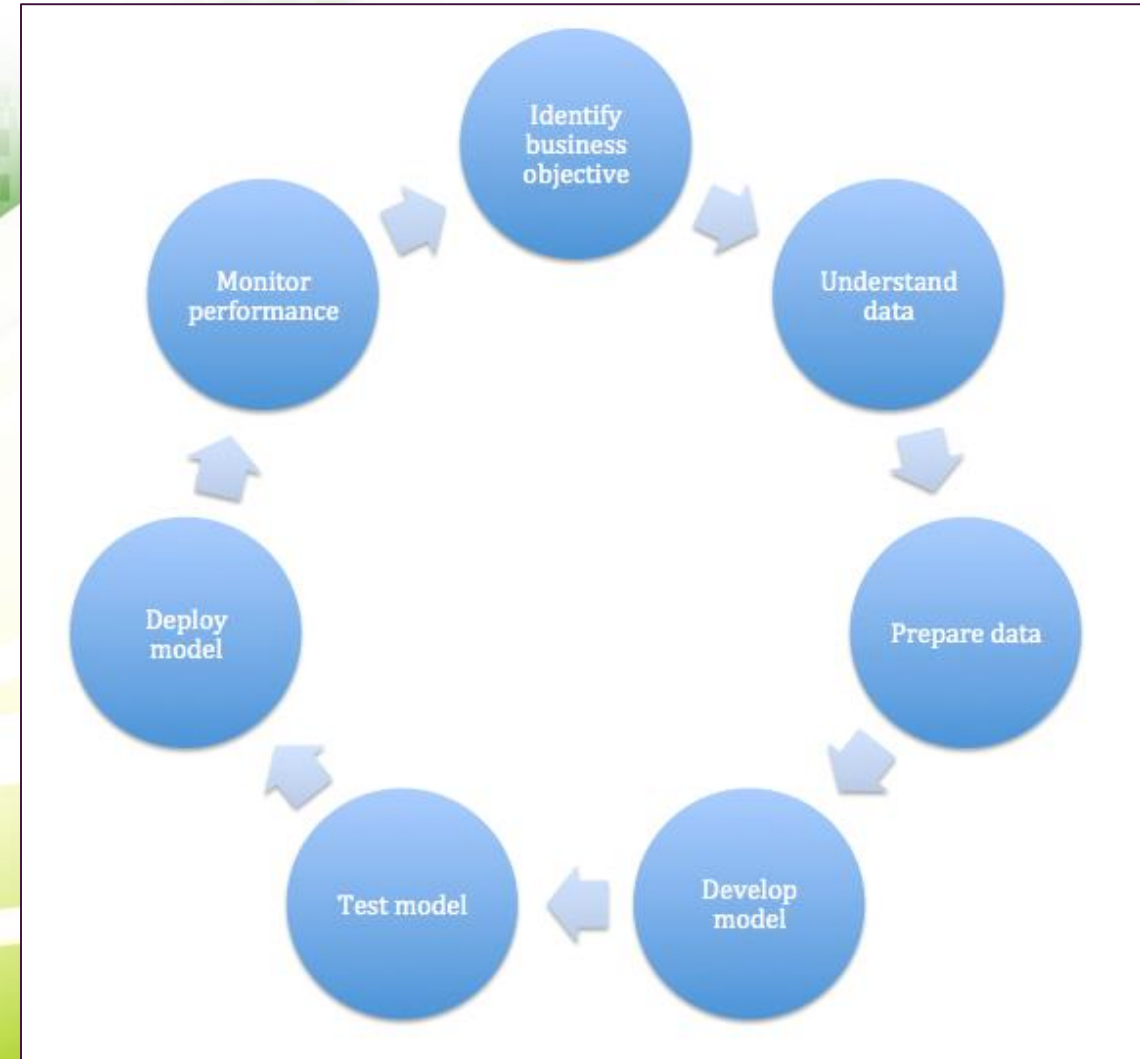 Identify
business
objective
Understand
data
Prepare data
Develop
model
Test model
Deploy
model
Monitor
performance